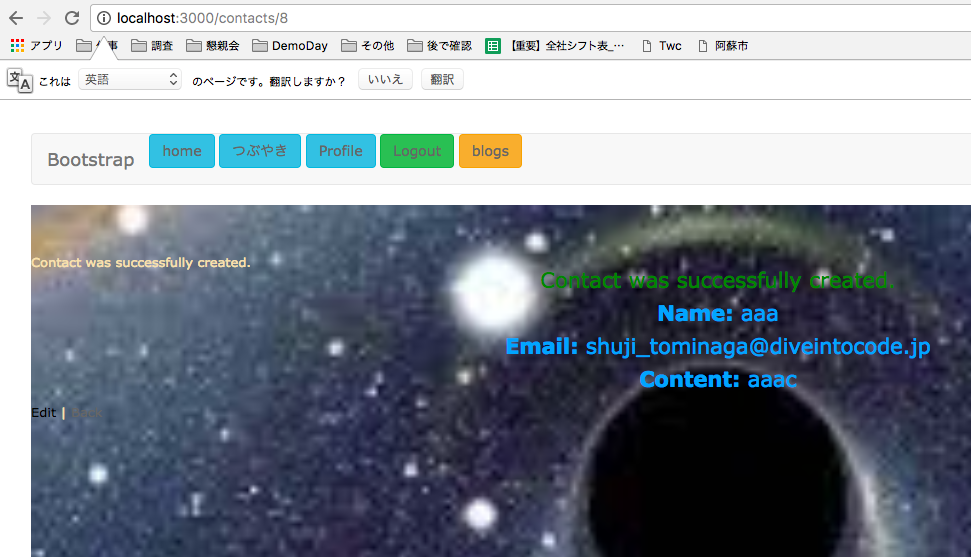 localhost:3000/contacts/8
アプリ 調査 懇親会 DemoDay その他 後で確認 【重要】全社シフト表_… Twc 阿蘇市
これは 英語 のページです。翻訳しますか？ いいえ 翻訳
Bootstrap home つぶやき Profile Logout blogs
Contact was successfully created.
Contact was successfully created.
Name: aaa
Email: shuji_tominaga@diveintocode.jp
Content: aaac
Edit | Back